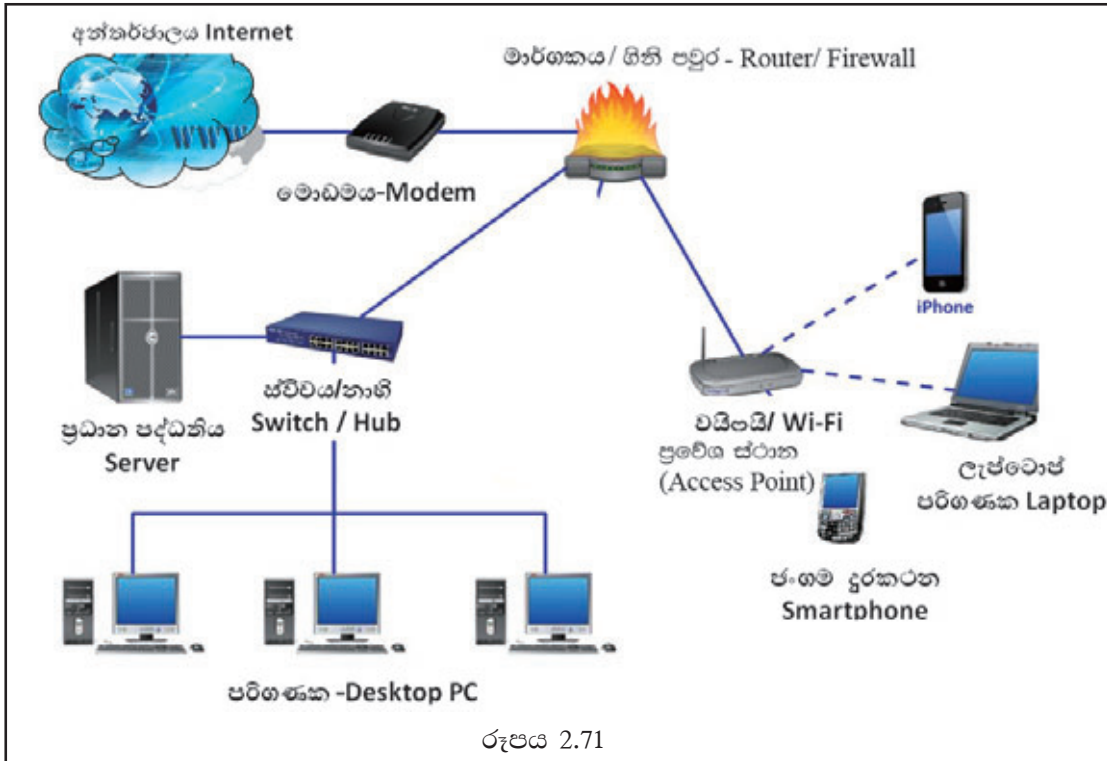 අන්තර්ජාලය Internet
මාර්ගකය/ ගිනි පවුර - Router/ Firewall
WWW
මොඩමය-Modem
iPhone
ප්‍රධාන පද්ධතිය
Server
ස්විචය/නාභි
Switch / Hub
වයිෆයි/ Wi-Fi
ප්‍රවේශ ස්ථාන
(Access Point)
ලැප්ටොප්
පරිගණක Laptop
ජංගම දුරකථන
Smartphone
පරිගණක -Desktop PC
රූපය 2.71